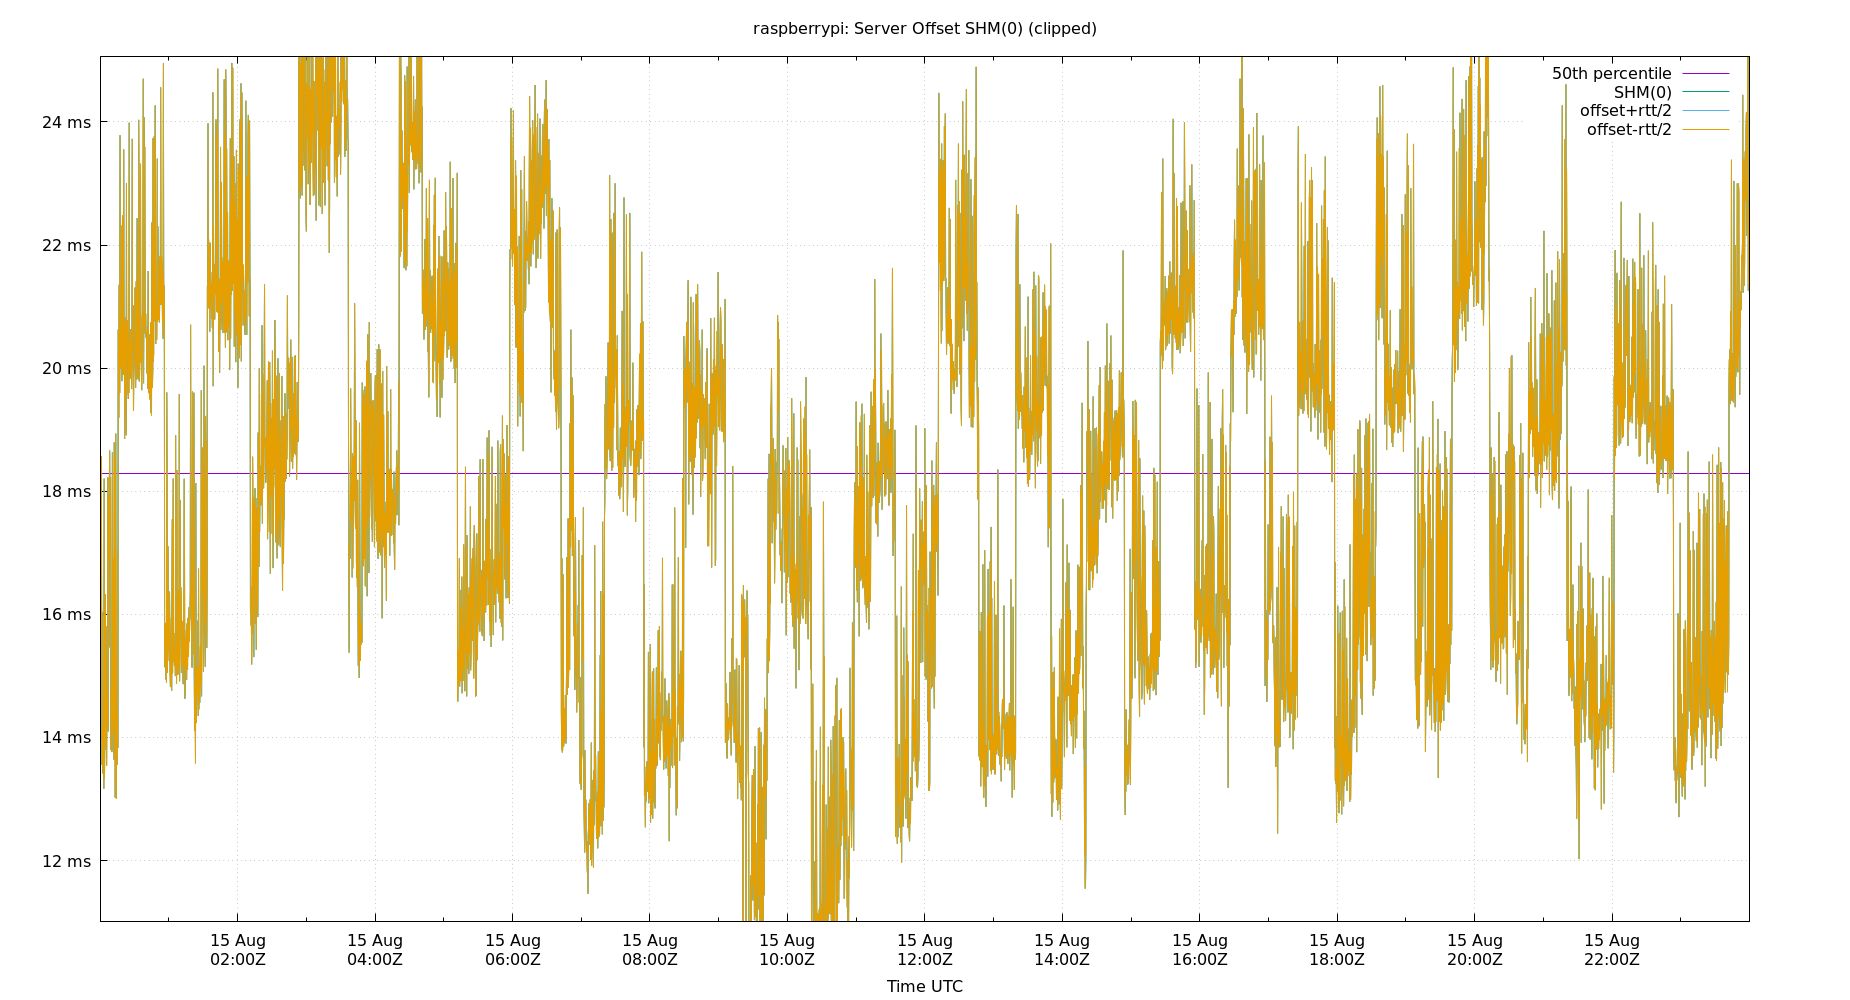 raspberrypi: Server Offset SHM(0) (clipped)
50th percentile
SHM(0)
offset+rtt/2
offset-rtt/2
24 ms
22 ms
20 ms
18 ms
16 ms
14 ms
12 ms
15 Aug 15 Aug 15 Aug 15 Aug 15 Aug 15 Aug 15 Aug 15 Aug 15 Aug 15 Aug 15 Aug
02:00Z 04:00Z 06:00Z 08:00Z 10:00Z 12:00Z 14:00Z 16:00Z 18:00Z 20:00Z 22:00Z
Time UTC